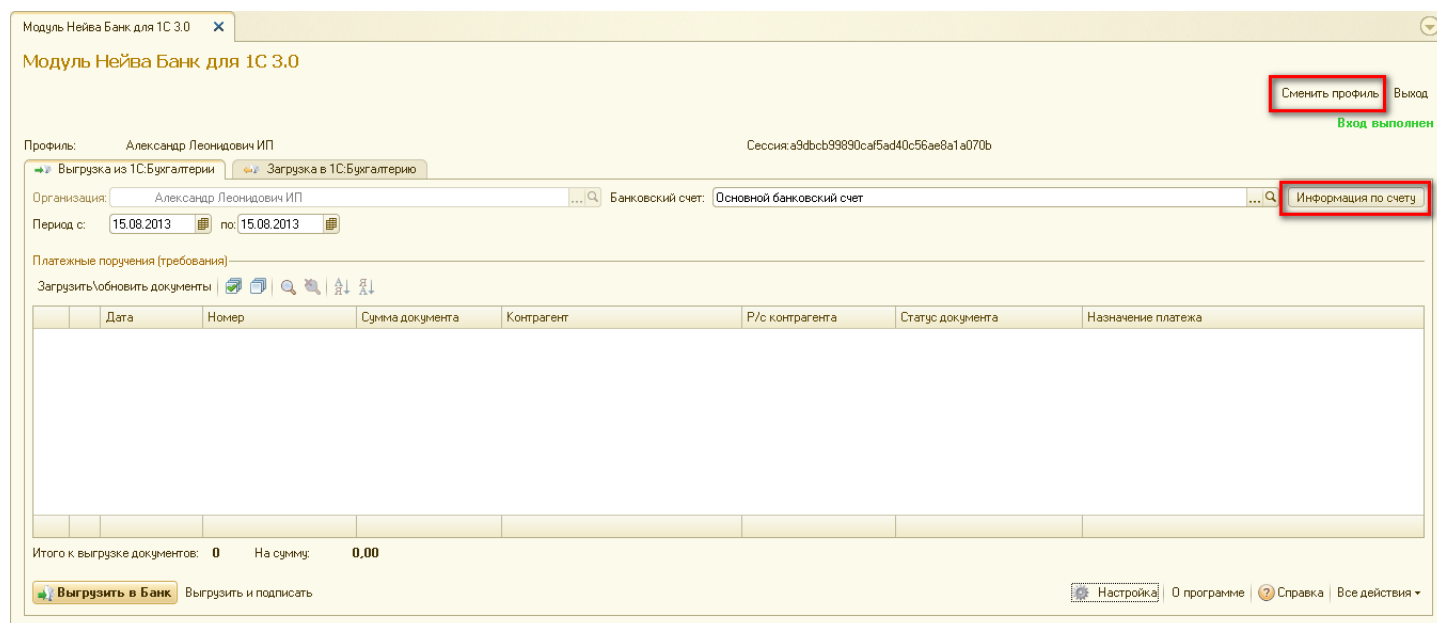 Модуль Нейва Банк для 1С 3.0
Модуль Нейва Банк для 1С 3.0
Сменить профиль Выход
Вход выполнен
Профиль: Александр Леонидович ИП Сессия:a9dbcb99890caf5ad40c56ae8a1a070b
Выгрузка из 1С:Бухгалтерии Загрузка в 1С:Бухгалтерию
Организация: Александр Леонидович ИП ... Банковский счет: Основной банковский счет ... Информация по счету
Период с: 15.08.2013 по: 15.08.2013
Платежные поручения (требования)
Загрузить\обновить документы
Дата Номер Сумма документа Контрагент Р/с контрагента Статус документа Назначение платежа
Итого к выгрузке документов: 0 На сумму: 0,00
Выгрузить в Банк Выгрузить и подписать Настройка О программе Справка Все действия